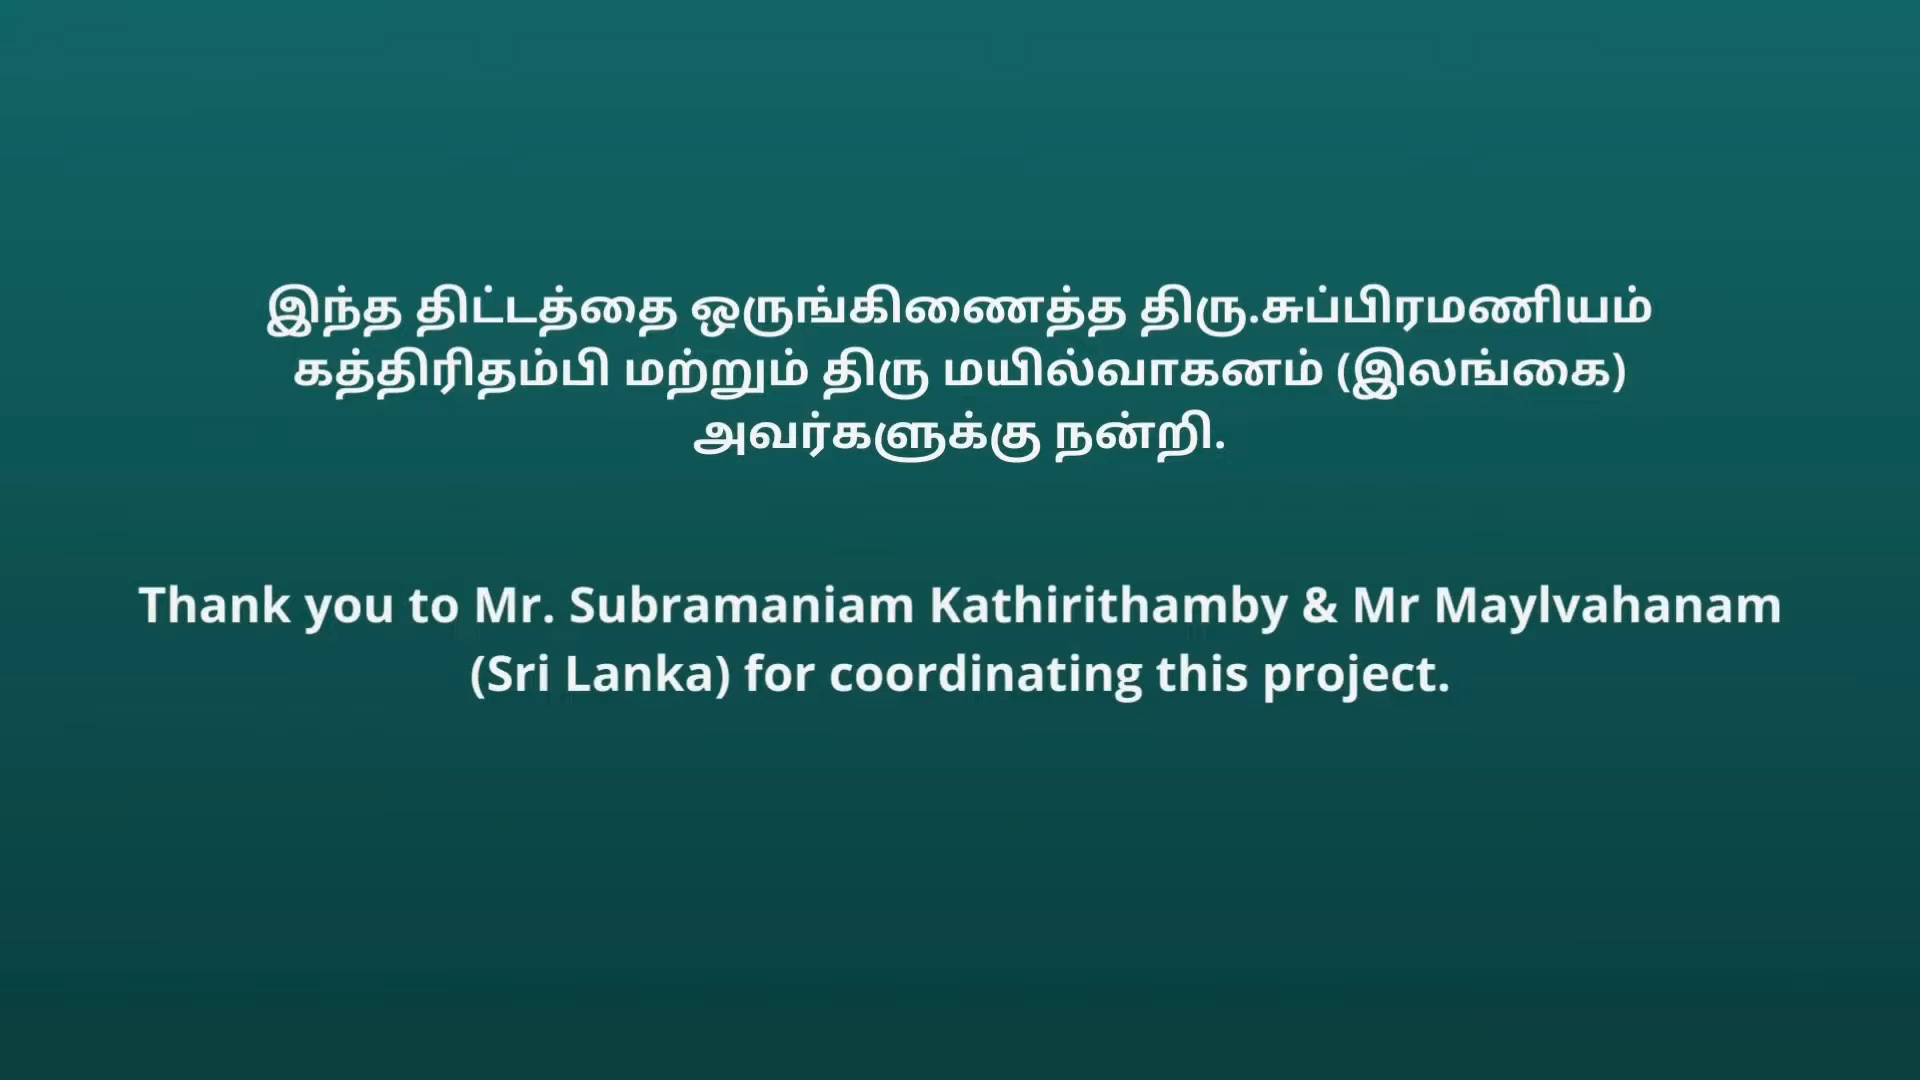 இந்த திட்டத்தை ஒருங்கிணைத்த திரு.சுப்பிரமணியம்
கத்திரிதம்பி மற்றும் திரு மயில்வாகனம் (இலங்கை)
அவர்களுக்கு நன்றி.
Thank you to Mr. Subramaniam Kathirithamby & Mr Maylvahanam
(Sri Lanka) for coordinating this project.